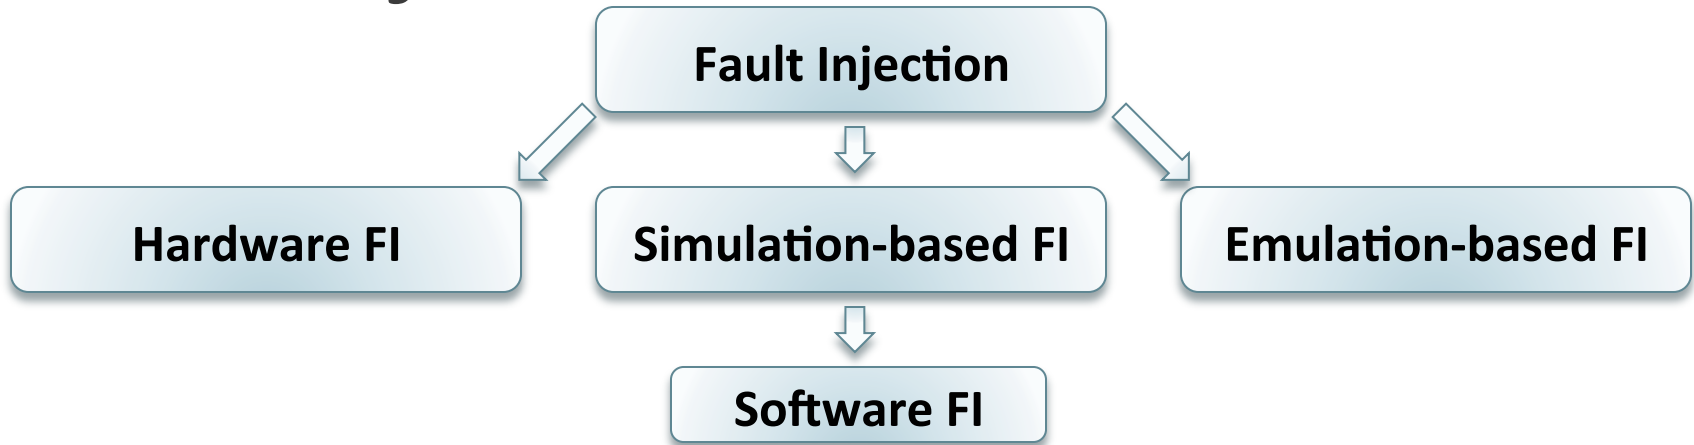 Fault Injection
Hardware FI
Simulation-based FI
Emulation-based FI
Software FI